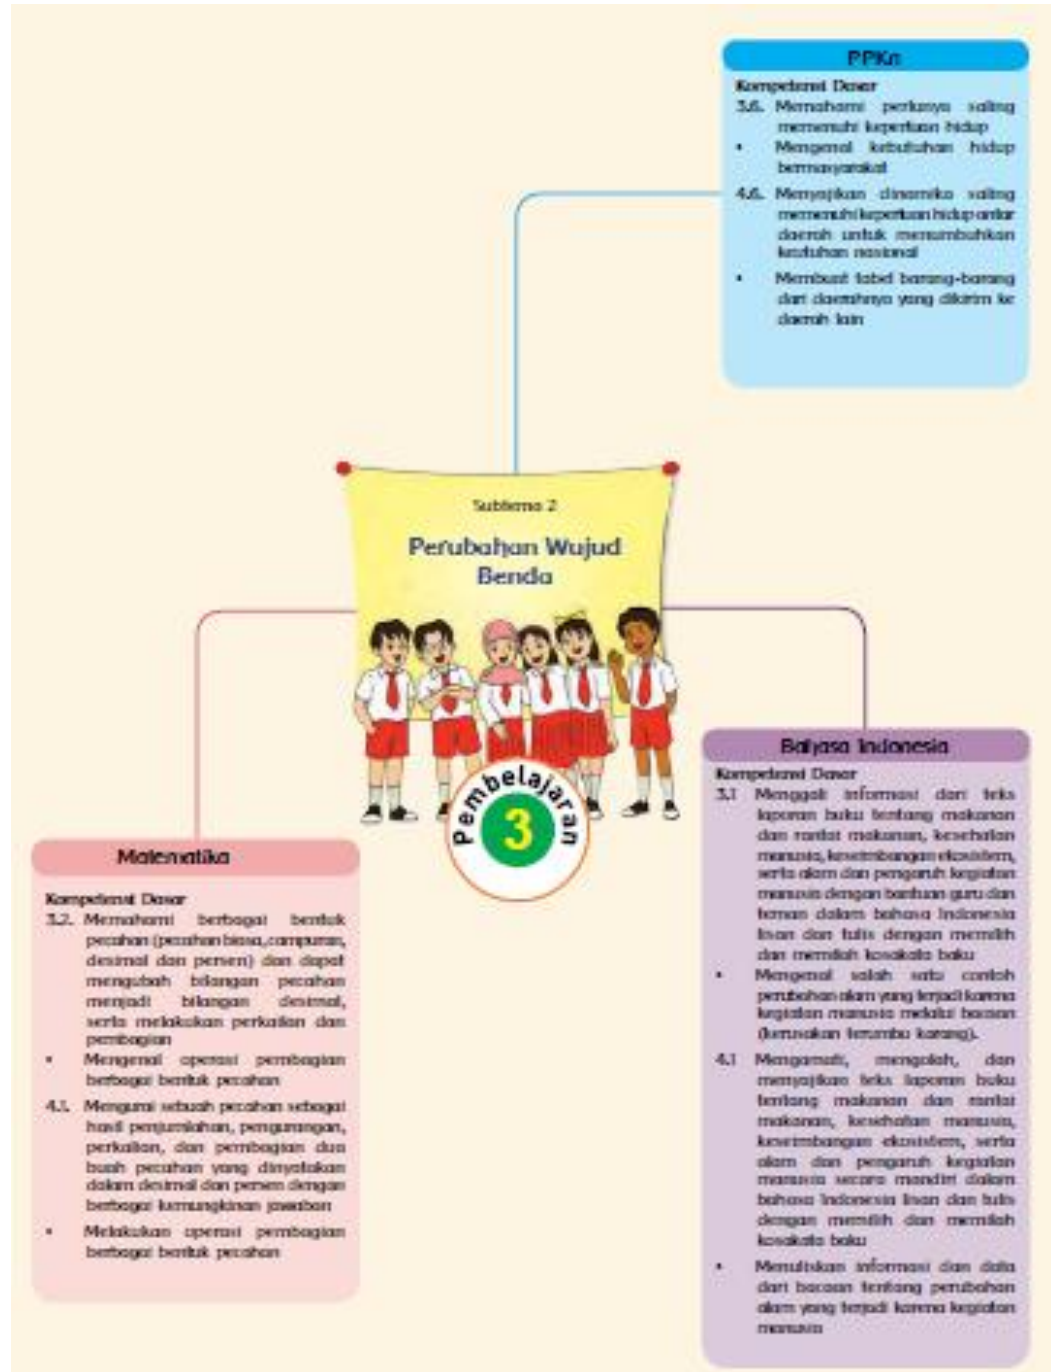 PPKn
Kompetensi Dasar
3.6. Memahami perlunya saling
memenuhi keperluan hidup
• Mengenal kebutuhan hidup
bermasyarakat
4.6. Menyajikan dinamika saling
memenuhi keperluan hidup antar
daerah untuk menumbuhkan
keutuhan nasional
• Membuat tabel barang-barang
dari daerahnya yang dikirim ke
daerah lain
Subtema 2
Perubahan Wujud
Benda
Pembelajaran
3
Matematika
Kompetensi Dasar
3.2. Memahami berbagai bentuk
pecahan (pecahan biasa, campuran,
desimal dan persen) dan dapat
mengubah bilangan pecahan
menjadi bilangan desimal,
serta melakukan perkalian dan
pembagian
• Mengenal operasi pembagian
berbagai bentuk pecahan
4.1. Mengurai sebuah pecahan sebagai
hasil penjumlahan, pengurangan,
perkalian, dan pembagian dua
buah pecahan yang dinyatakan
dalam desimal dan persen dengan
berbagai kemungkinan jawaban
• Melakukan operasi pembagian
berbagai bentuk pecahan
Bahasa Indonesia
Kompetensi Dasar
3.1 Menggali informasi dari teks
laporan buku tentang makanan
dan rantai makanan, kesehatan
manusia, keseimbangan ekosistem,
serta alam dan pengaruh kegiatan
manusia dengan bantuan guru dan
teman dalam bahasa Indonesia
lisan dan tulis dengan memilih
dan memilah kosakata baku
• Mengenal salah satu contoh
perubahan alam yang terjadi karena
kegiatan manusia melalui bacaan
(kerusakan terumbu karang).
4.1 Mengamati, mengolah, dan
menyajikan teks laporan buku
tentang makanan dan rantai
makanan, kesehatan manusia,
keseimbangan ekosistem, serta
alam dan pengaruh kegiatan
manusia secara mandiri dalam
bahasa Indonesia lisan dan tulis
dengan memilih dan memilah
kosakata baku
• Menuliskan informasi dan data
dari bacaan tentang perubahan
alam yang terjadi karena kegiatan
manusia